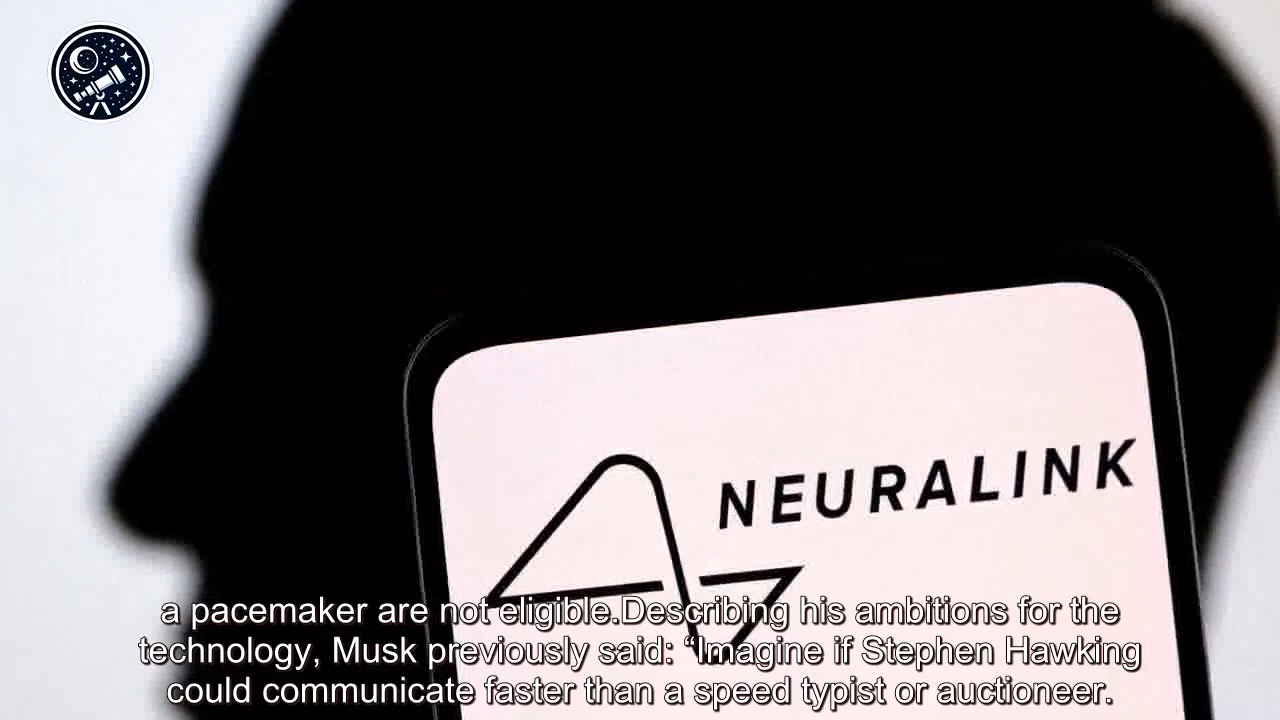 NEURALINK
a pacemaker are not eligible.Describing his ambitions for the
technology, Musk previously said: “Imagine if Stephen Hawking
could communicate faster than a speed typist or auctioneer.